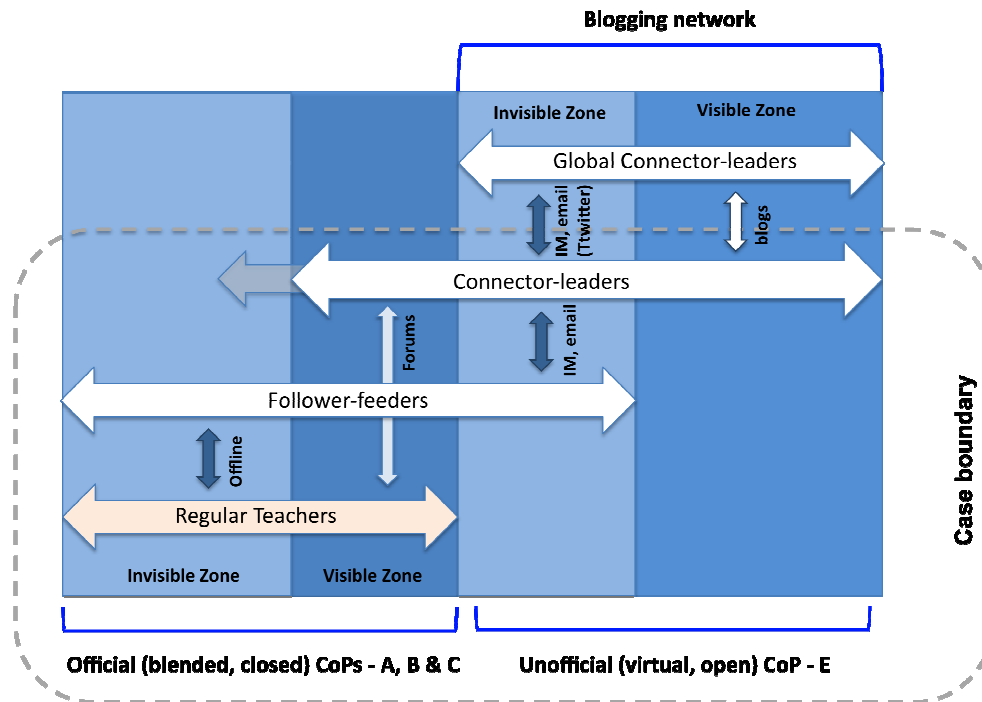 Blogging network
Invisible Zone
Visible Zone
Global Connector-leaders
IM, email
(Ttwitter)
blogs
Connector-leaders
Forums
IM, email
Follower-feeders
Offline
Regular Teachers
Invisible Zone
Visible Zone
Case boundary
Official (blended, closed) CoPs - A, B & C
Unofficial (virtual, open) CoP - E